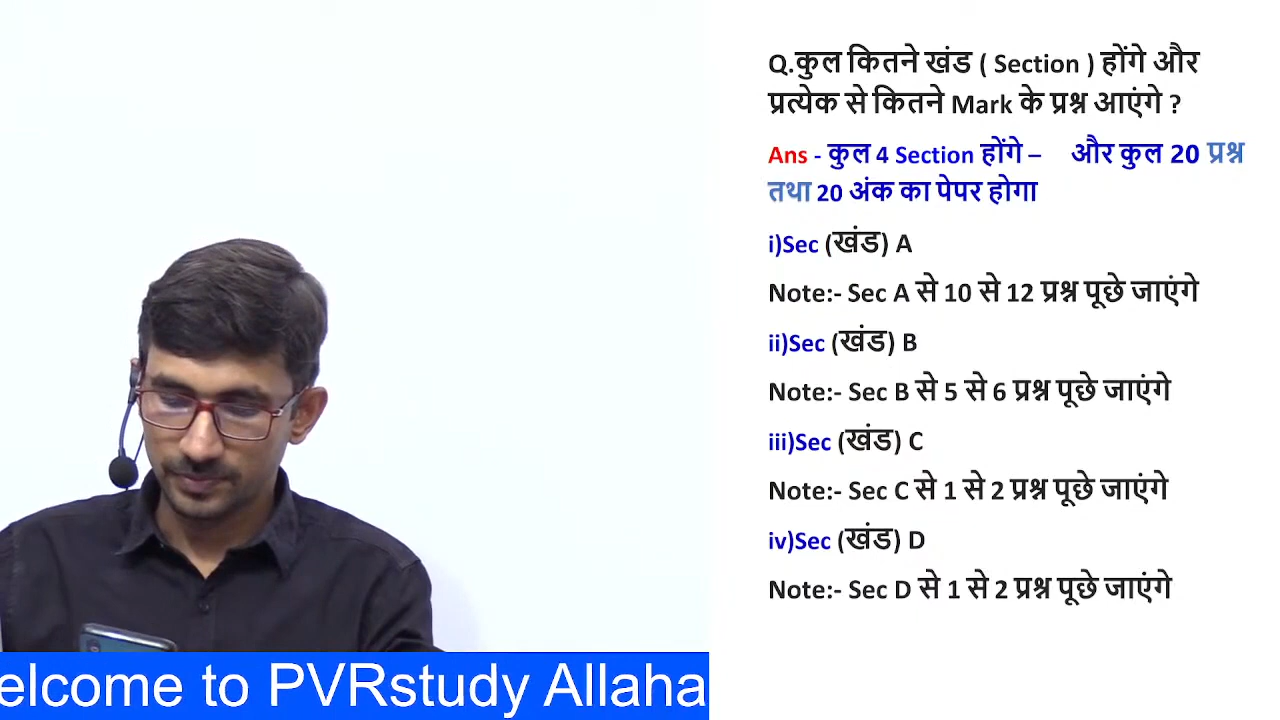 Q.कुल कितने खंड ( Section ) होंगे और
प्रत्येक से कितने Mark के प्रश्न आएंगे ?
Ans - कुल 4 Section होंगे – और कुल 20 प्रश्न
तथा 20 अंक का पेपर होगा
i)Sec (खंड) A
Note:- Sec A से 10 से 12 प्रश्न पूछे जाएंगे
ii)Sec (खंड) B
Note:- Sec B से 5 से 6 प्रश्न पूछे जाएंगे
iii)Sec (खंड) C
Note:- Sec C से 1 से 2 प्रश्न पूछे जाएंगे
iv)Sec (खंड) D
Note:- Sec D से 1 से 2 प्रश्न पूछे जाएंगे
elcome to PVRstudy Allaha